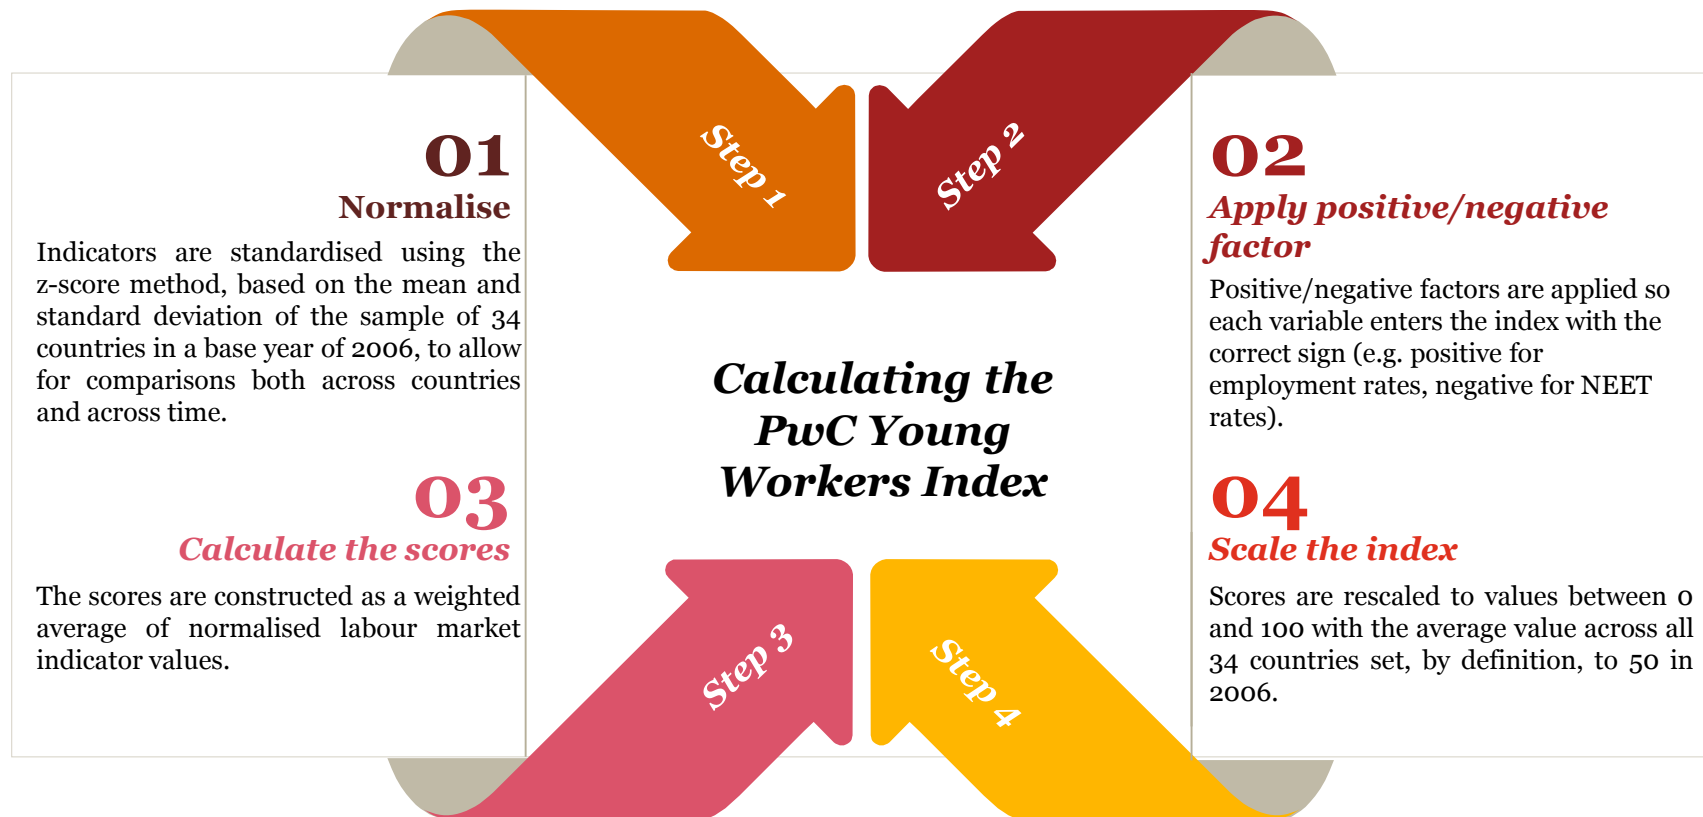 Step 1
Step 2
01
Normalise
Indicators are standardised using the
z-score method, based on the mean and
standard deviation of the sample of 34
countries in a base year of 2006, to allow
for comparisons both across countries
and across time.
02
Apply positive/negative
factor
Positive/negative factors are applied so
each variable enters the index with the
correct sign (e.g. positive for
employment rates, negative for NEET
rates).
Calculating the
PwC Young
Workers Index
03
Calculate the scores
The scores are constructed as a weighted
average of normalised labour market
indicator values.
04
Scale the index
Scores are rescaled to values between 0
and 100 with the average value across all
34 countries set, by definition, to 50 in
2006.
Step 3
Step 4